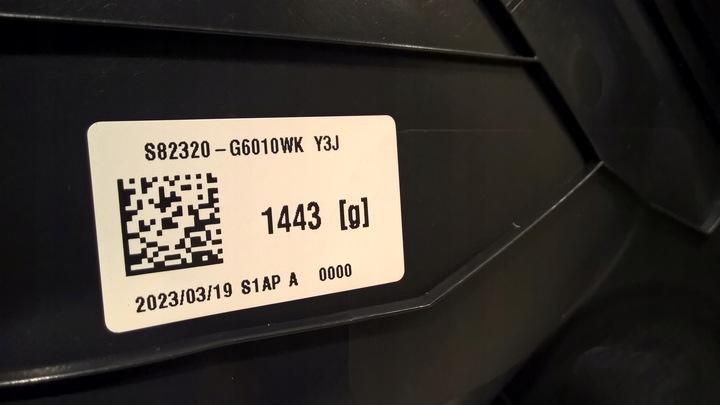 S82320-G6010WK Y3J
1443 [g]
2023/03/19 S1AP A 0000